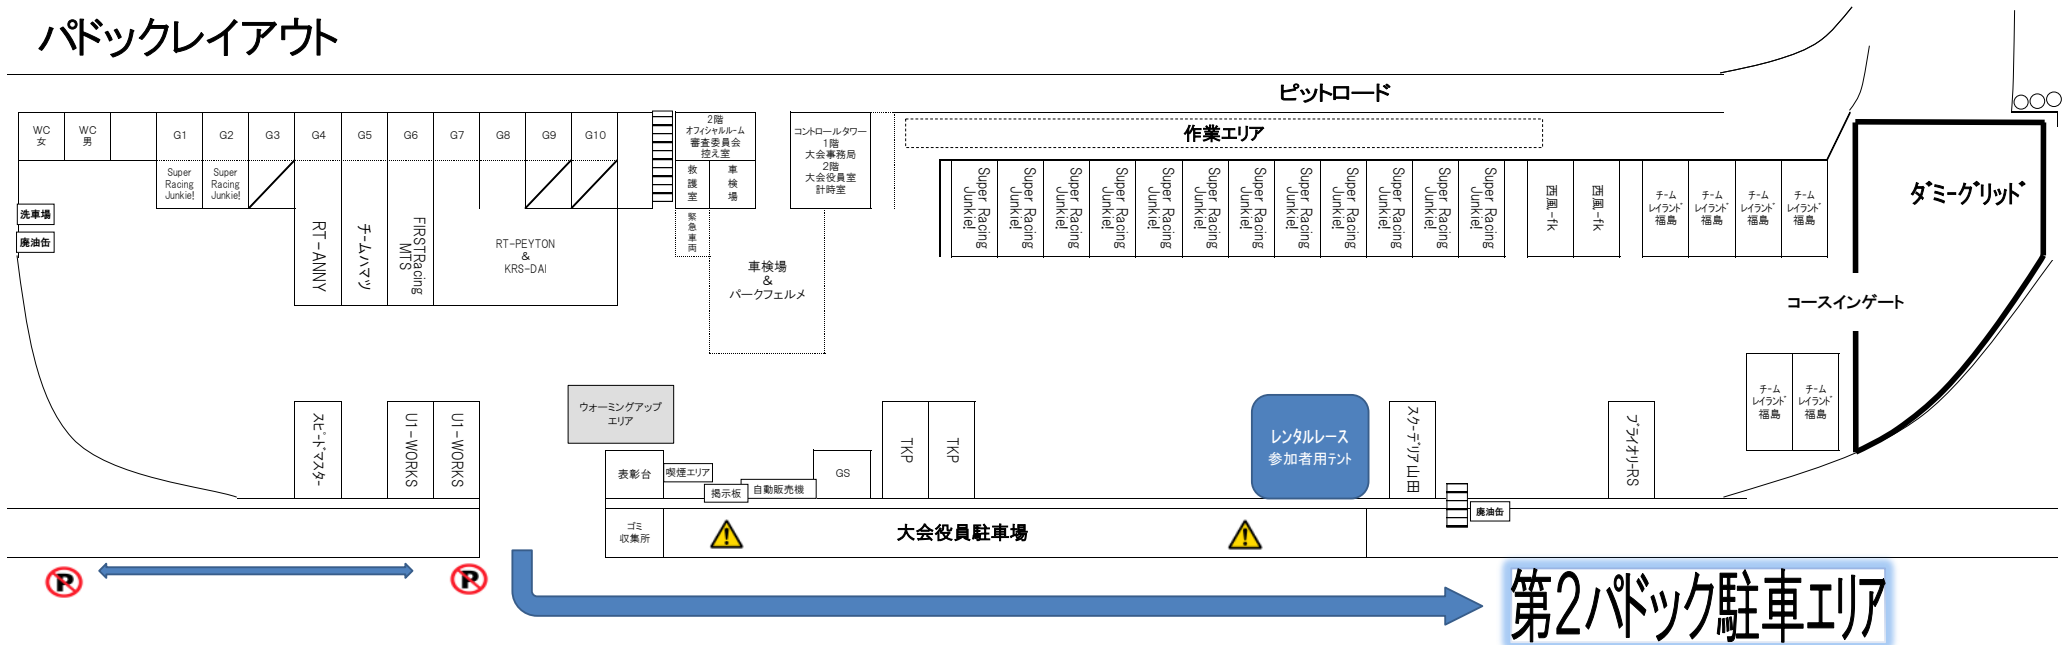 パドックレイアウト
ピットロード
作業エリア
WC
女
WC
男
G1
G2
G3
G4
G5
G6
G7
G8
G9
G10
2階
オフィシャルルーム
審査委員会
控え室
コントロールタワー
1階
大会事務局
2階
大会役員室
計時室
Super
Racing
Junkie!
Super
Racing
Junkie!
救護室
車検場
緊急車両
洗車場
廃油缶
RT-ANNY
チームハマツ
FIRSTRacing
MTS
RT-PEYTON
&
KRS-DAI
車検場
&
パークフェルメ
Super Racing
Junkie!
Super Racing
Junkie!
Super Racing
Junkie!
Super Racing
Junkie!
Super Racing
Junkie!
Super Racing
Junkie!
Super Racing
Junkie!
Super Racing
Junkie!
Super Racing
Junkie!
Super Racing
Junkie!
Super Racing
Junkie!
Super Racing
Junkie!
西風-fk
西風-fk
チーム
レイランド
福島
チーム
レイランド
福島
チーム
レイランド
福島
チーム
レイランド
福島
ダミーグリッド
コースインゲート
チーム
レイランド
福島
チーム
レイランド
福島
スピードマスター
U1-WORKS
U1-WORKS
ウォーミングアップ
エリア
表彰台
喫煙エリア
掲示板
自動販売機
GS
TKP
TKP
レンタルレース
参加者用テント
スクーデリア山田
プライオリ-RS
廃油缶
ゴミ
収集所
大会役員駐車場
P
P
第2パドック駐車エリア